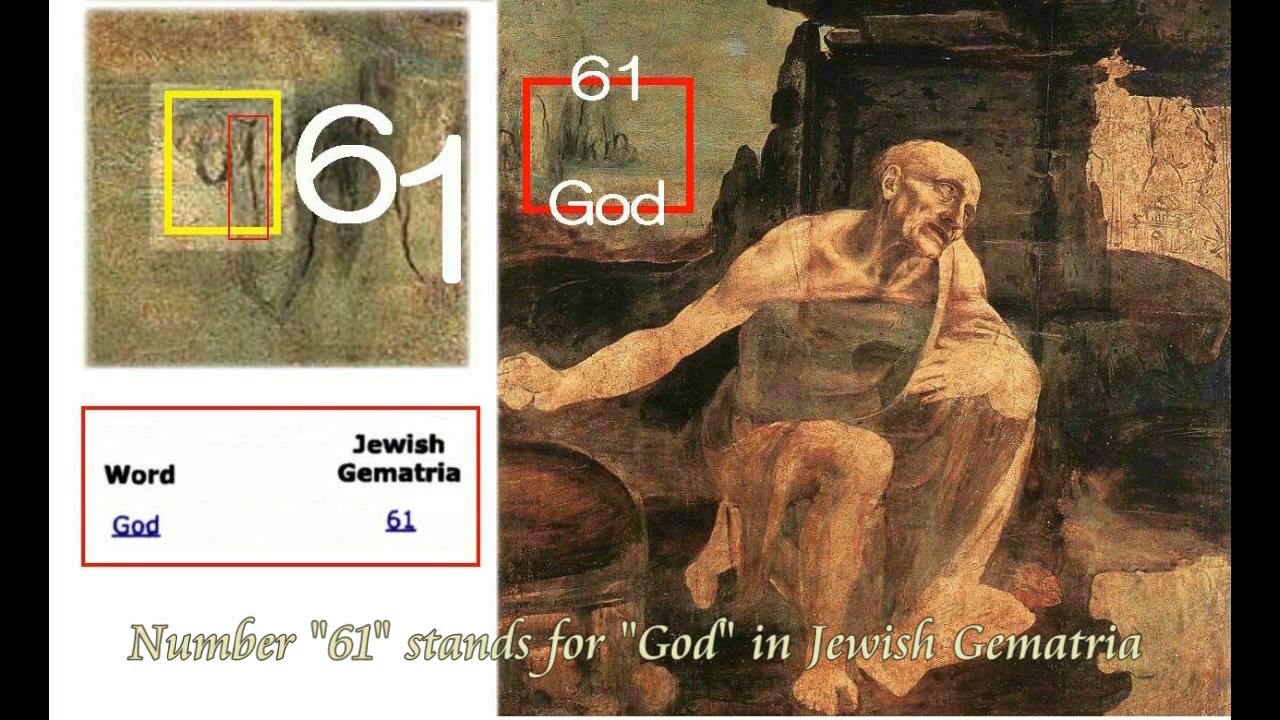 61
61
God
Word
Jewish
Gematria
God
61
Number "61" stands for "God" in Jewish Gematria